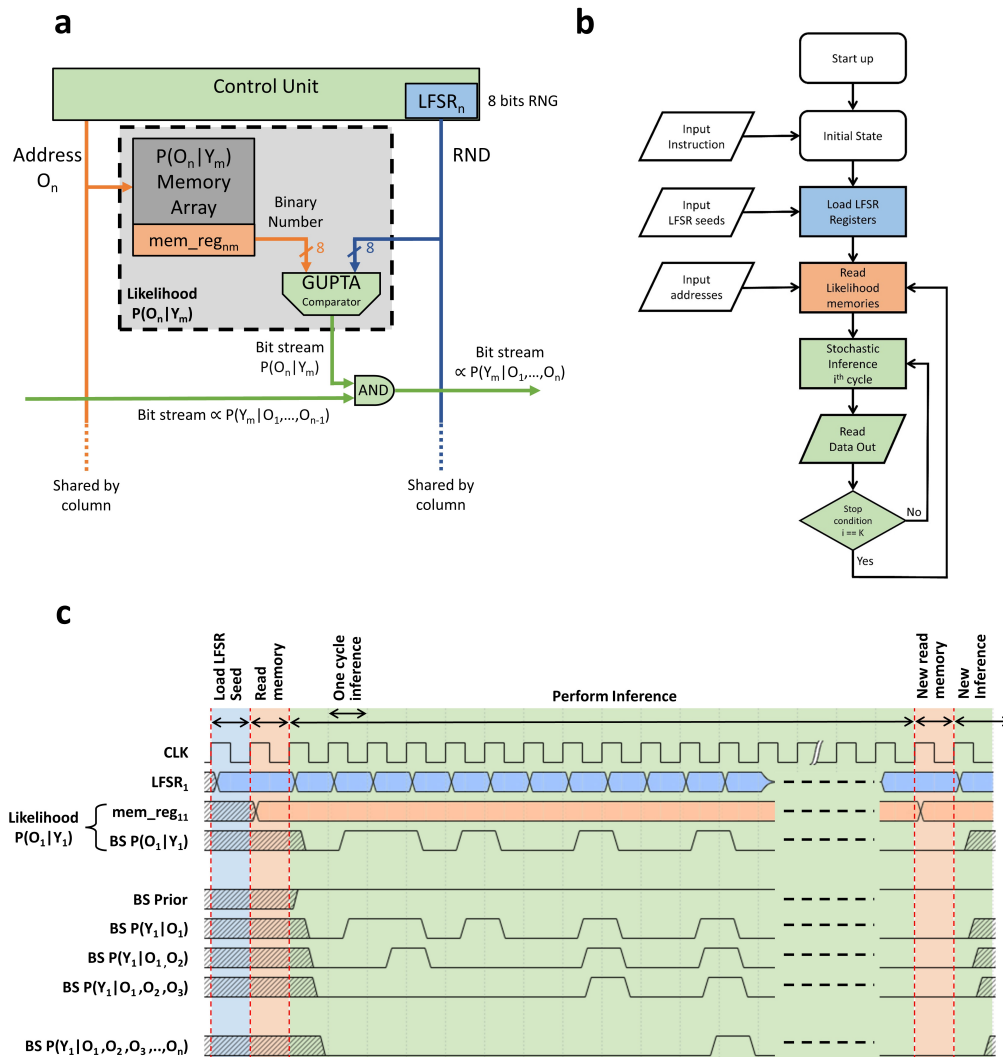 a
Control Unit
LFSRn
8 bits RNG
Address
On
RND
P(On|Ym)
Memory
Array
mem_regnm
Binary
Number
8
8
GUPTA
Comparator
Likelihood
P(On|Ym)
Bit stream
P(On|Ym)
AND
Bit stream
∝ P(Ym|O1,...,On)
Bit stream ∝ P(Ym|O1,...,On-1)
Shared by
column
Shared by
column
b
Start up
Input
Instruction
Initial State
Input
LFSR seeds
Load LFSR
Registers
Input
addresses
Read
Likelihood
memories
Stochastic
Inference
ith cycle
Read
Data Out
Stop
condition
i == K
No
Yes
c
Load LFSR
Seed
Read
memory
One cycle
inference
Perform Inference
New read
memory
New
Inference
CLK
LFSR1
Likelihood
P(O1|Y1)
mem_reg11
BS P(O1|Y1)
BS Prior
BS P(Y1|O1)
BS P(Y1|O1,O2)
BS P(Y1|O1,O2,O3)
BS P(Y1|O1,O2,O3,..,On)